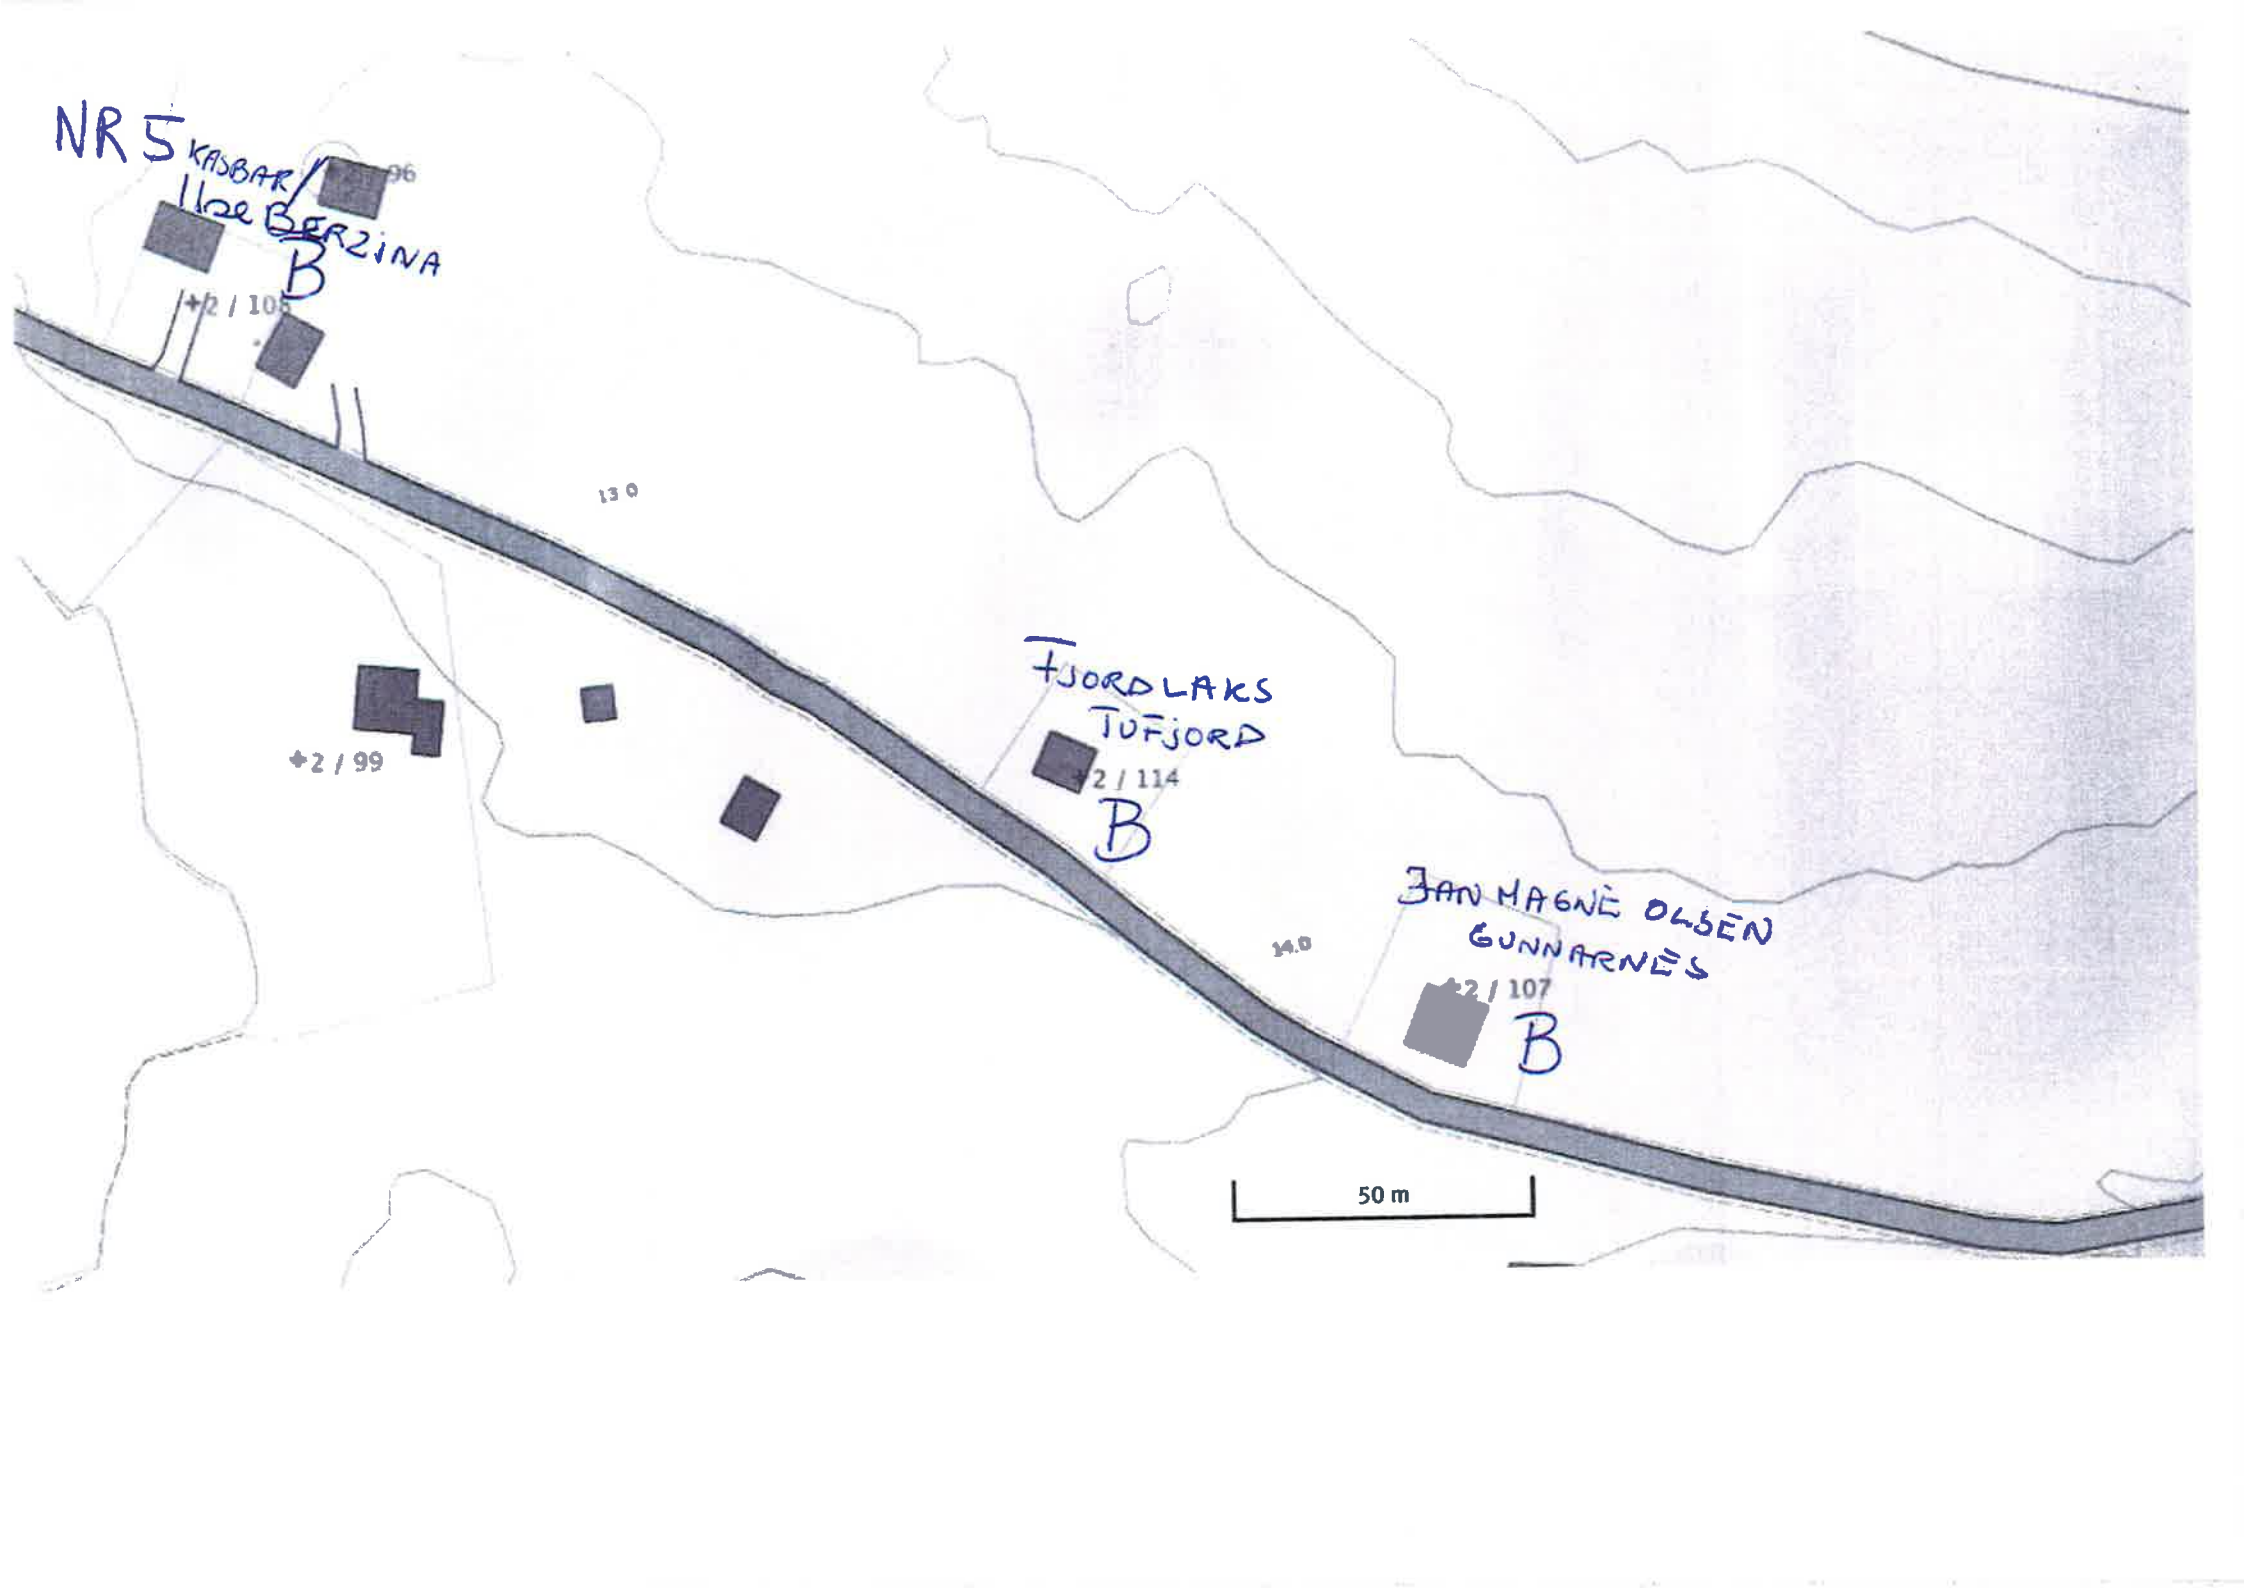 NR 5
KASBAR /
Ilze BERZINA
B
96
+2 / 108
13 0
+2 / 99
FJORDLAKS
TUFJORD
2 / 114
B
JAN MAGNE OLSEN
GUNNARNES
14.0
+2 / 107
B
50 m